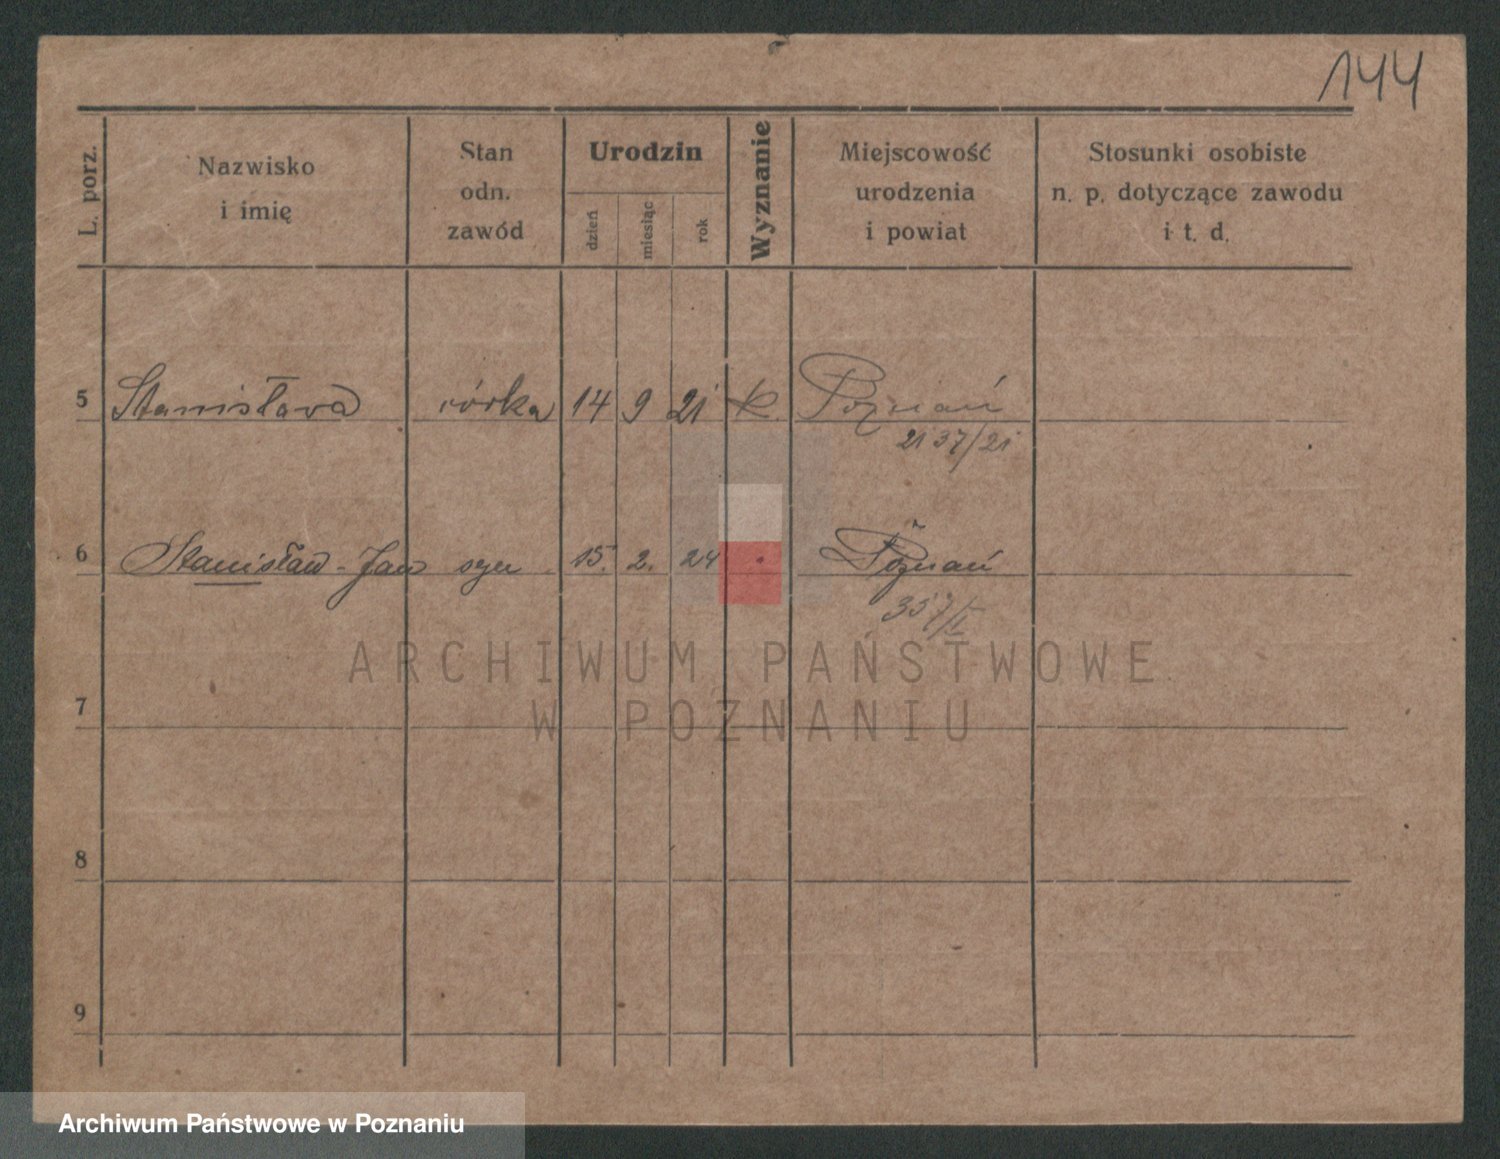 144
L. porz.
Nazwisko
i imię
Stan
odn.
zawód
Urodzin
dzień
miesiąc
rok
Wyznanie
Miejscowość
urodzenia
i powiat
Stosunki osobiste
n. p. dotyczące zawodu
i t. d.
5 Stanisława córka 14 9 21 k. Poznań
2137/21
6 Stanisław-Jan syn 15. 2. 24 Poznań
357/II
ARCHIWUM PAŃSTWOWE
W POZNANIU
7
8
9
Archiwum Państwowe w Poznaniu